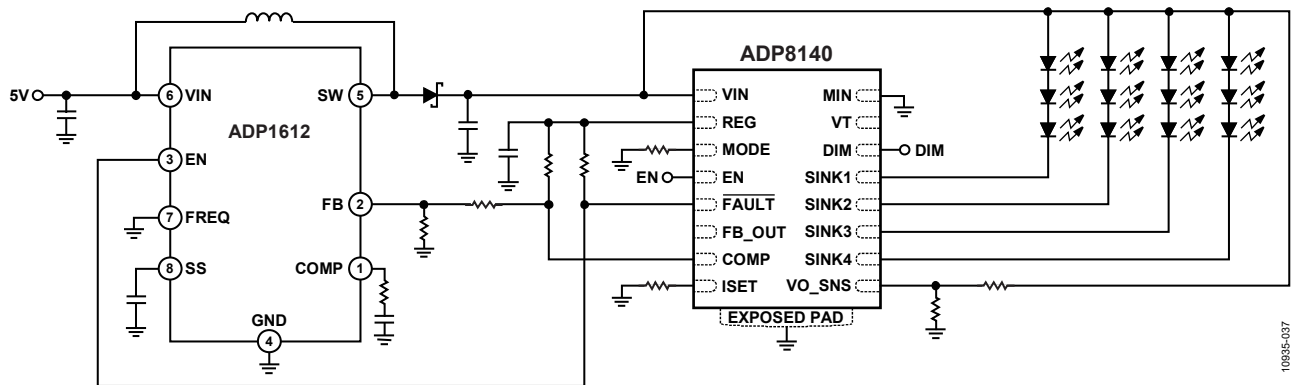 5V
VIN
6
ADP1612
SW
5
EN
3
FB
2
FREQ
7
SS
8
COMP
1
GND
4
ADP8140
VIN
MIN
REG
VT
MODE
DIM
DIM
EN
EN
SINK1
FAULT
SINK2
FB_OUT
SINK3
COMP
SINK4
ISET
VO_SNS
EXPOSED PAD
10935-037